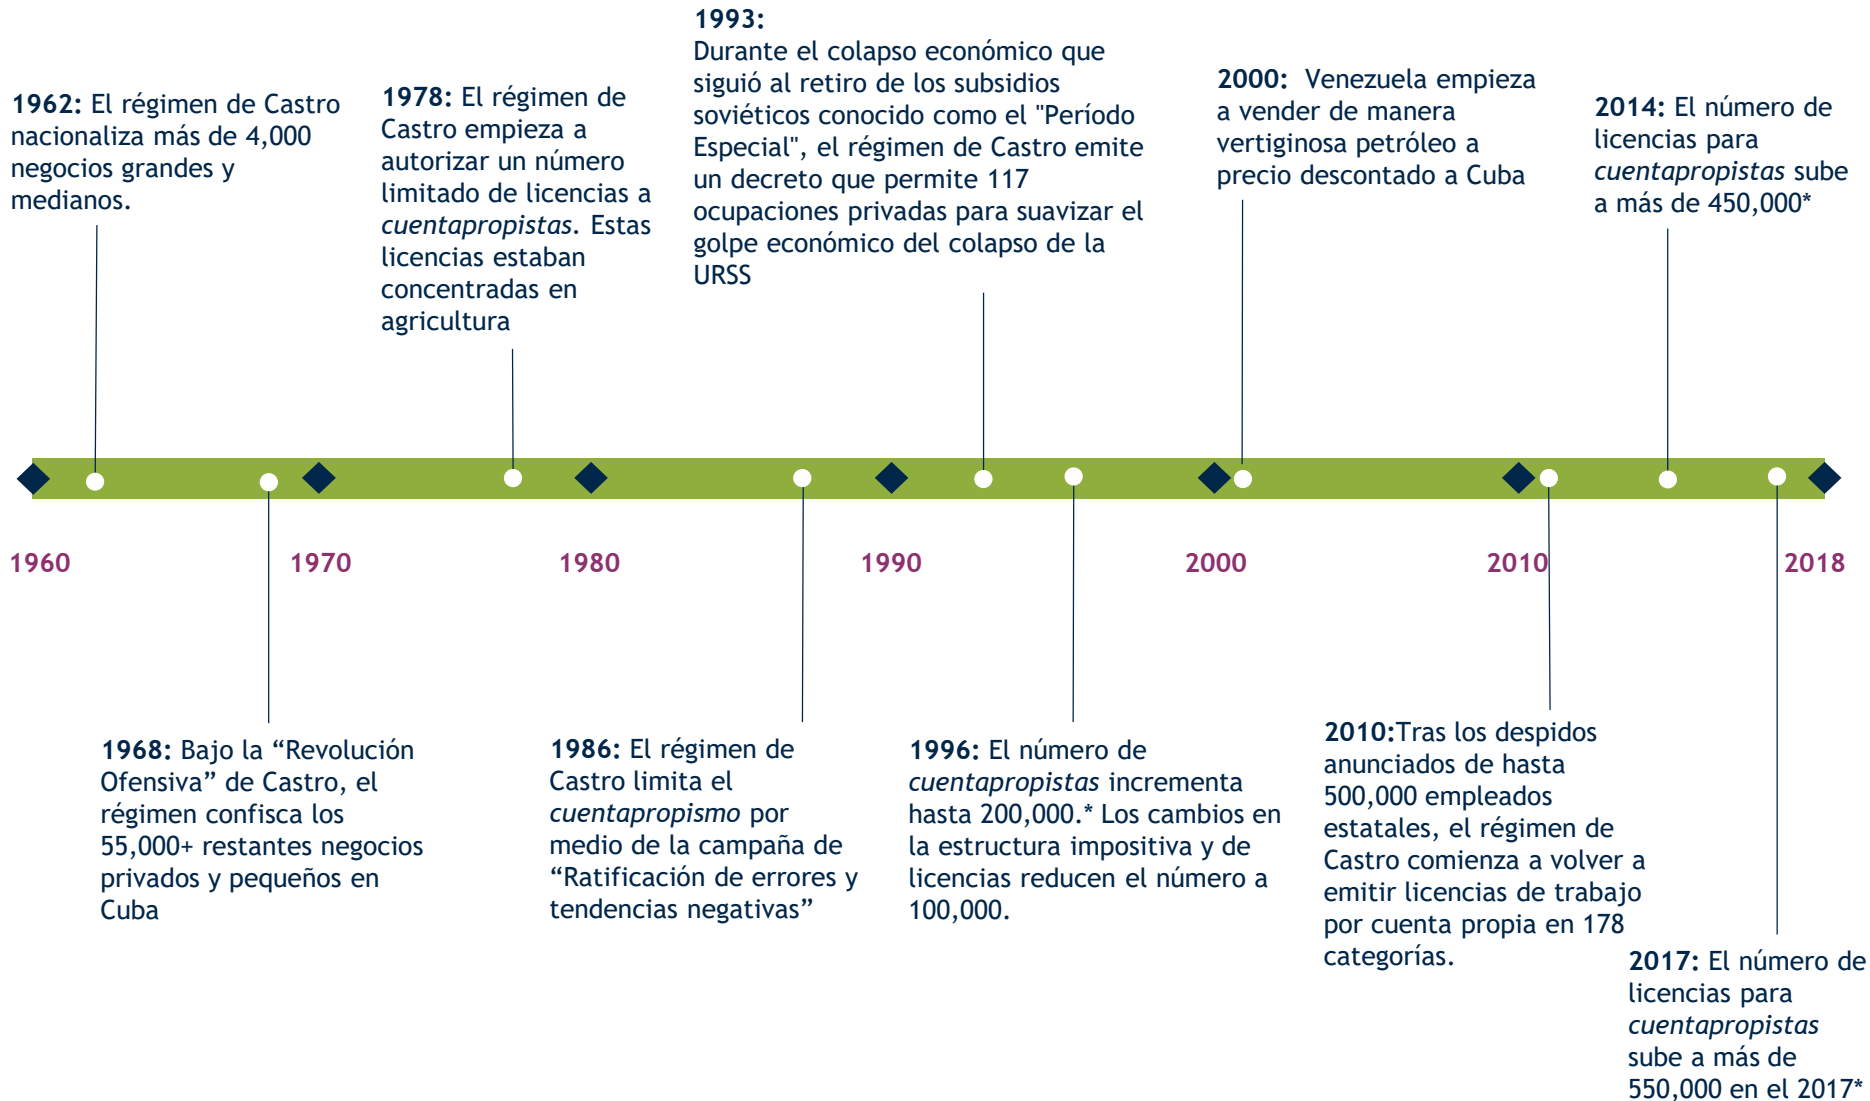 1962: El régimen de Castro
nacionaliza más de 4,000
negocios grandes y
medianos.
1978: El régimen de
Castro empieza a
autorizar un número
limitado de licencias a
cuentapropistas. Estas
licencias estaban
concentradas en
agricultura
1993:
Durante el colapso económico que
siguió al retiro de los subsidios
soviéticos conocido como el "Período
Especial", el régimen de Castro emite
un decreto que permite 117
ocupaciones privadas para suavizar el
golpe económico del colapso de la
URSS
2000: Venezuela empieza
a vender de manera
vertiginosa petróleo a
precio descontado a Cuba
2014: El número de
licencias para
cuentapropistas sube
a más de 450,000*
1960
1970
1980
1990
2000
2010
2018
1968: Bajo la “Revolución
Ofensiva” de Castro, el
régimen confisca los
55,000+ restantes negocios
privados y pequeños en
Cuba
1986: El régimen de
Castro limita el
cuentapropismo por
medio de la campaña de
“Ratificación de errores y
tendencias negativas”
1996: El número de
cuentapropistas incrementa
hasta 200,000.* Los cambios en
la estructura impositiva y de
licencias reducen el número a
100,000.
2010:Tras los despidos
anunciados de hasta
500,000 empleados
estatales, el régimen de
Castro comienza a volver a
emitir licencias de trabajo
por cuenta propia en 178
categorías.
2017: El número de
licencias para
cuentapropistas
sube a más de
550,000 en el 2017*